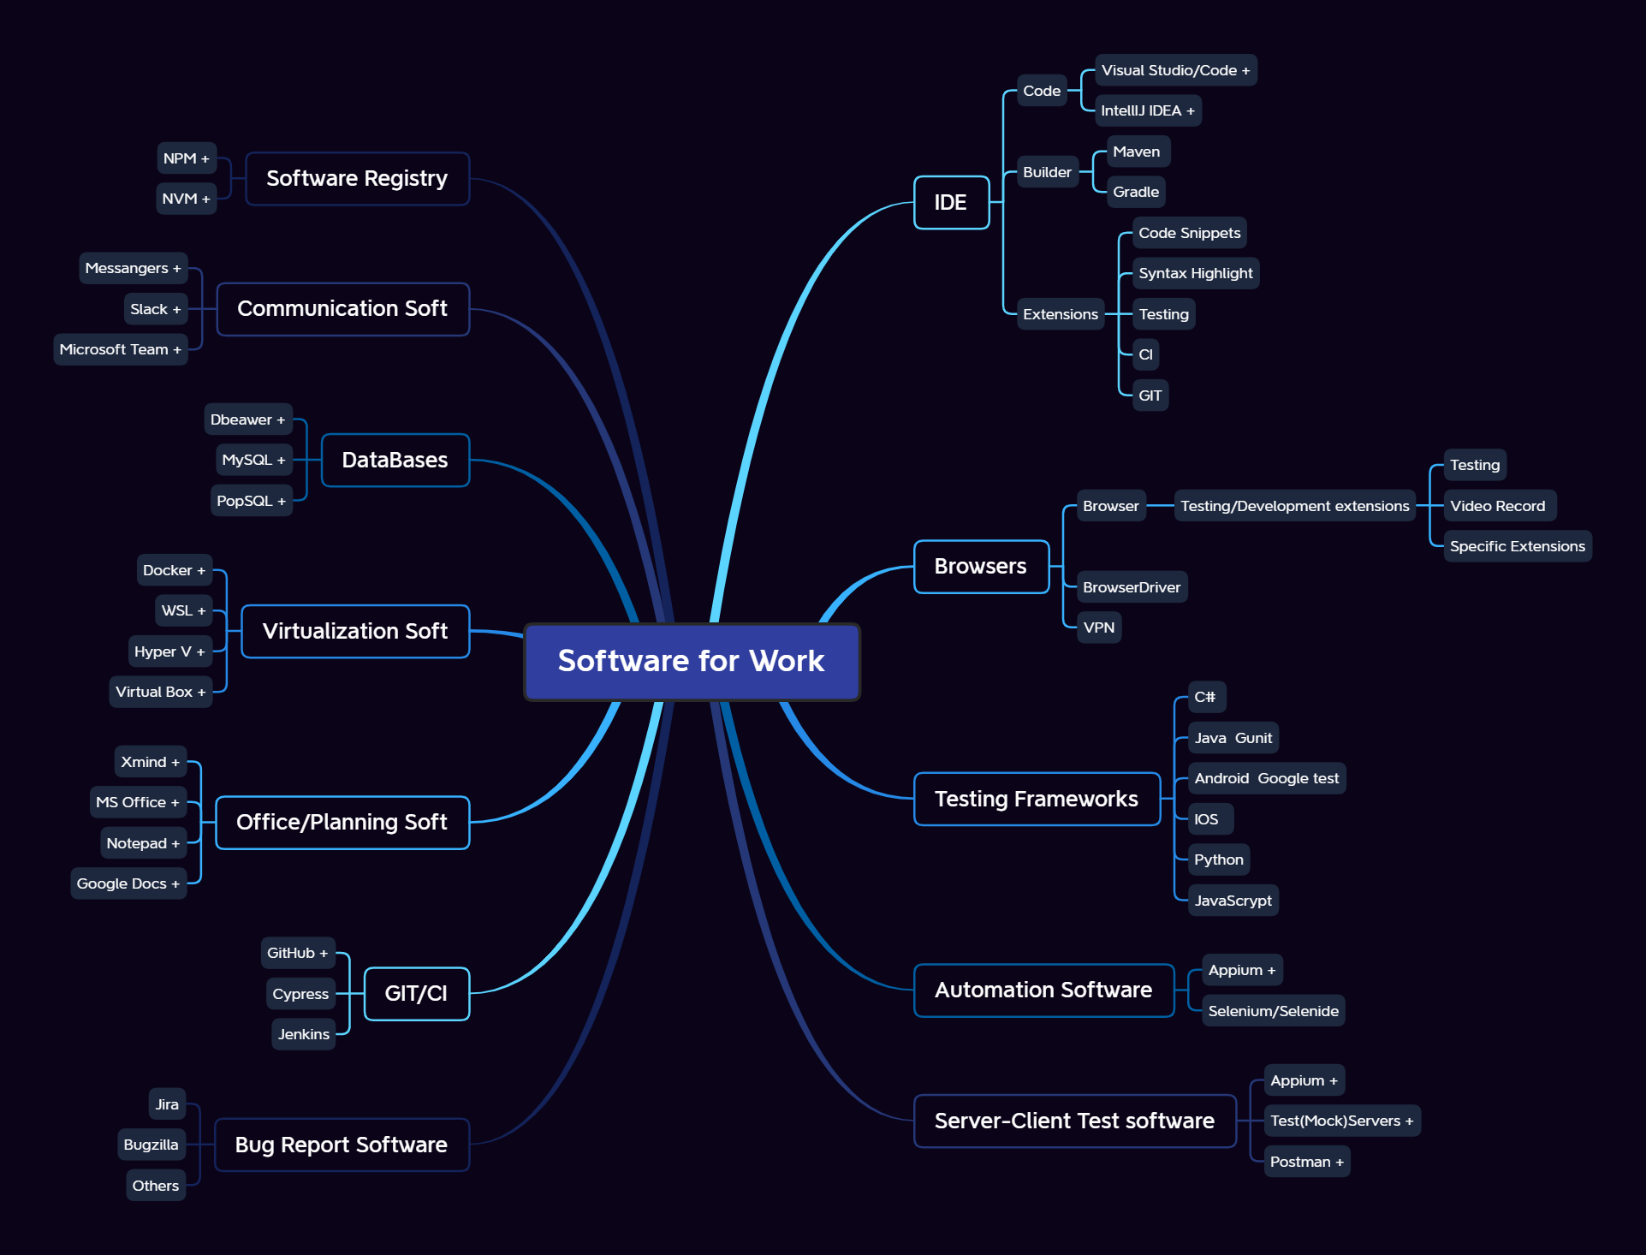 Software for Work
IDE
Code
Visual Studio/Code +
IntellIJ IDEA +
Builder
Maven
Gradle
Extensions
Code Snippets
Syntax Highlight
Testing
CI
GIT
Browsers
Browser
Testing/Development extensions
Testing
Video Record
Specific Extensions
BrowserDriver
VPN
Testing Frameworks
C#
Java  Gunit
Android  Google test
IOS
Python
JavaScrypt
Automation Software
Appium +
Selenium/Selenide
Server-Client Test software
Appium +
Test(Mock)Servers +
Postman +
Software Registry
NPM +
NVM +
Communication Soft
Messangers +
Slack +
Microsoft Team +
DataBases
Dbeawer +
MySQL +
PopSQL +
Virtualization Soft
Docker +
WSL +
Hyper V +
Virtual Box +
Office/Planning Soft
Xmind +
MS Office +
Notepad +
Google Docs +
GIT/CI
GitHub +
Cypress
Jenkins
Bug Report Software
Jira
Bugzilla
Others